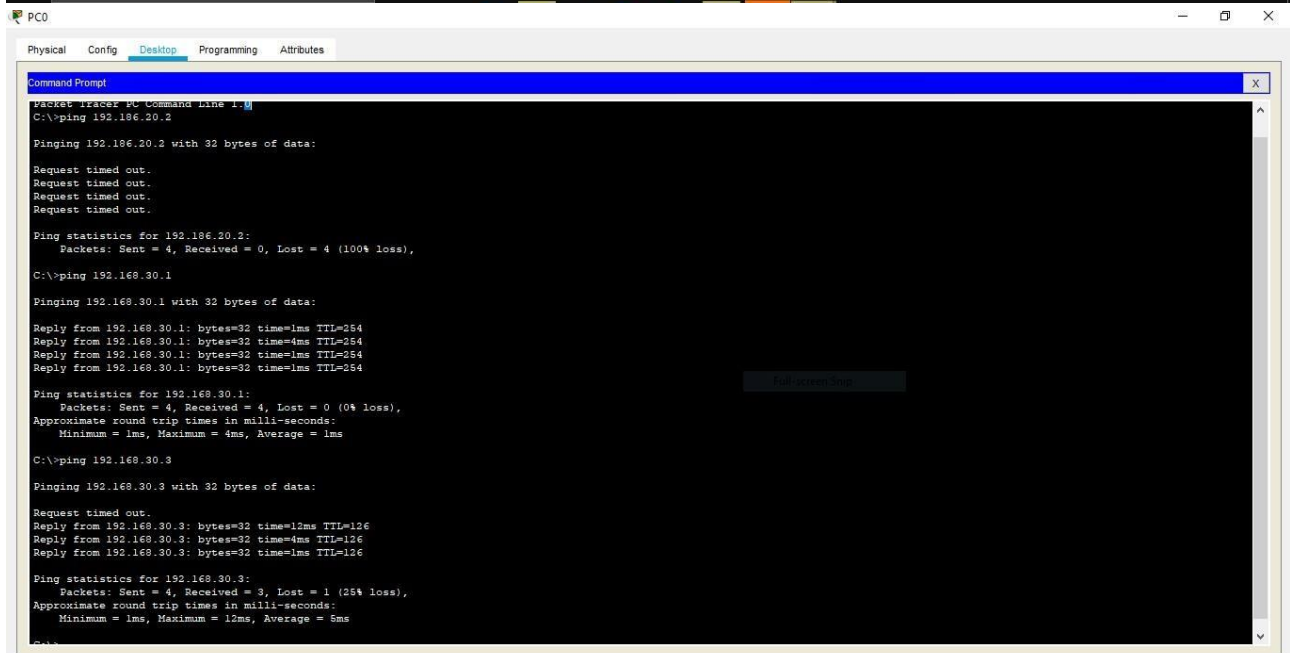 PC0
Physical Config Desktop Programming Attributes
Command Prompt
X
Packet Tracer PC Command Line 1.0
C:\>ping 192.186.20.2
Pinging 192.186.20.2 with 32 bytes of data:
Request timed out.
Request timed out.
Request timed out.
Request timed out.
Ping statistics for 192.186.20.2:
Packets: Sent = 4, Received = 0, Lost = 4 (100% loss),
C:\>ping 192.168.30.1
Pinging 192.168.30.1 with 32 bytes of data:
Reply from 192.168.30.1: bytes=32 time=1ms TTL=254
Reply from 192.168.30.1: bytes=32 time=4ms TTL=254
Reply from 192.168.30.1: bytes=32 time=1ms TTL=254
Reply from 192.168.30.1: bytes=32 time=1ms TTL=254
Full-screen Snip
Ping statistics for 192.168.30.1:
Packets: Sent = 4, Received = 4, Lost = 0 (0% loss),
Approximate round trip times in milli-seconds:
Minimum = 1ms, Maximum = 4ms, Average = 1ms
C:\>ping 192.168.30.3
Pinging 192.168.30.3 with 32 bytes of data:
Request timed out.
Reply from 192.168.30.3: bytes=32 time=12ms TTL=126
Reply from 192.168.30.3: bytes=32 time=4ms TTL=126
Reply from 192.168.30.3: bytes=32 time=1ms TTL=126
Ping statistics for 192.168.30.3:
Packets: Sent = 4, Received = 3, Lost = 1 (25% loss),
Approximate round trip times in milli-seconds:
Minimum = 1ms, Maximum = 12ms, Average = 5ms
C:\>